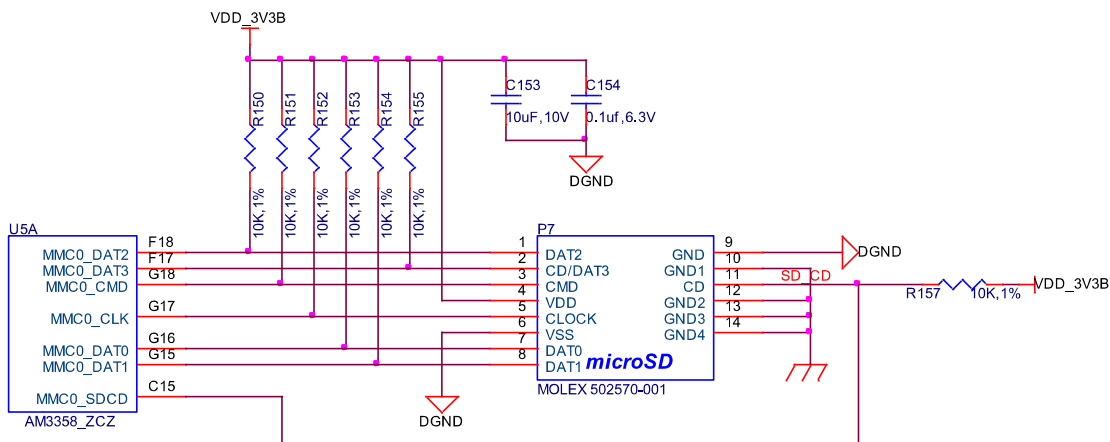 VDD_3V3B
R150
R151
R152
R153
R154
R155
10K,1%
10K,1%
10K,1%
10K,1%
10K,1%
10K,1%
C153
10uF,10V
C154
0.1uf,6.3V
DGND
U5A
MMC0_DAT2
F18
MMC0_DAT3
F17
MMC0_CMD
G18
MMC0_CLK
G17
MMC0_DAT0
G16
MMC0_DAT1
G15
MMC0_SDCD
C15
AM3358_ZCZ
P7
1
DAT2
2
CD/DAT3
3
CMD
4
VDD
5
CLOCK
6
VSS
7
DAT0
8
DAT1
GND
9
GND1
10
CD
11
GND2
12
GND3
13
GND4
14
microSD
MOLEX 502570-001
DGND
DGND
SD_CD
R157
10K,1%
VDD_3V3B